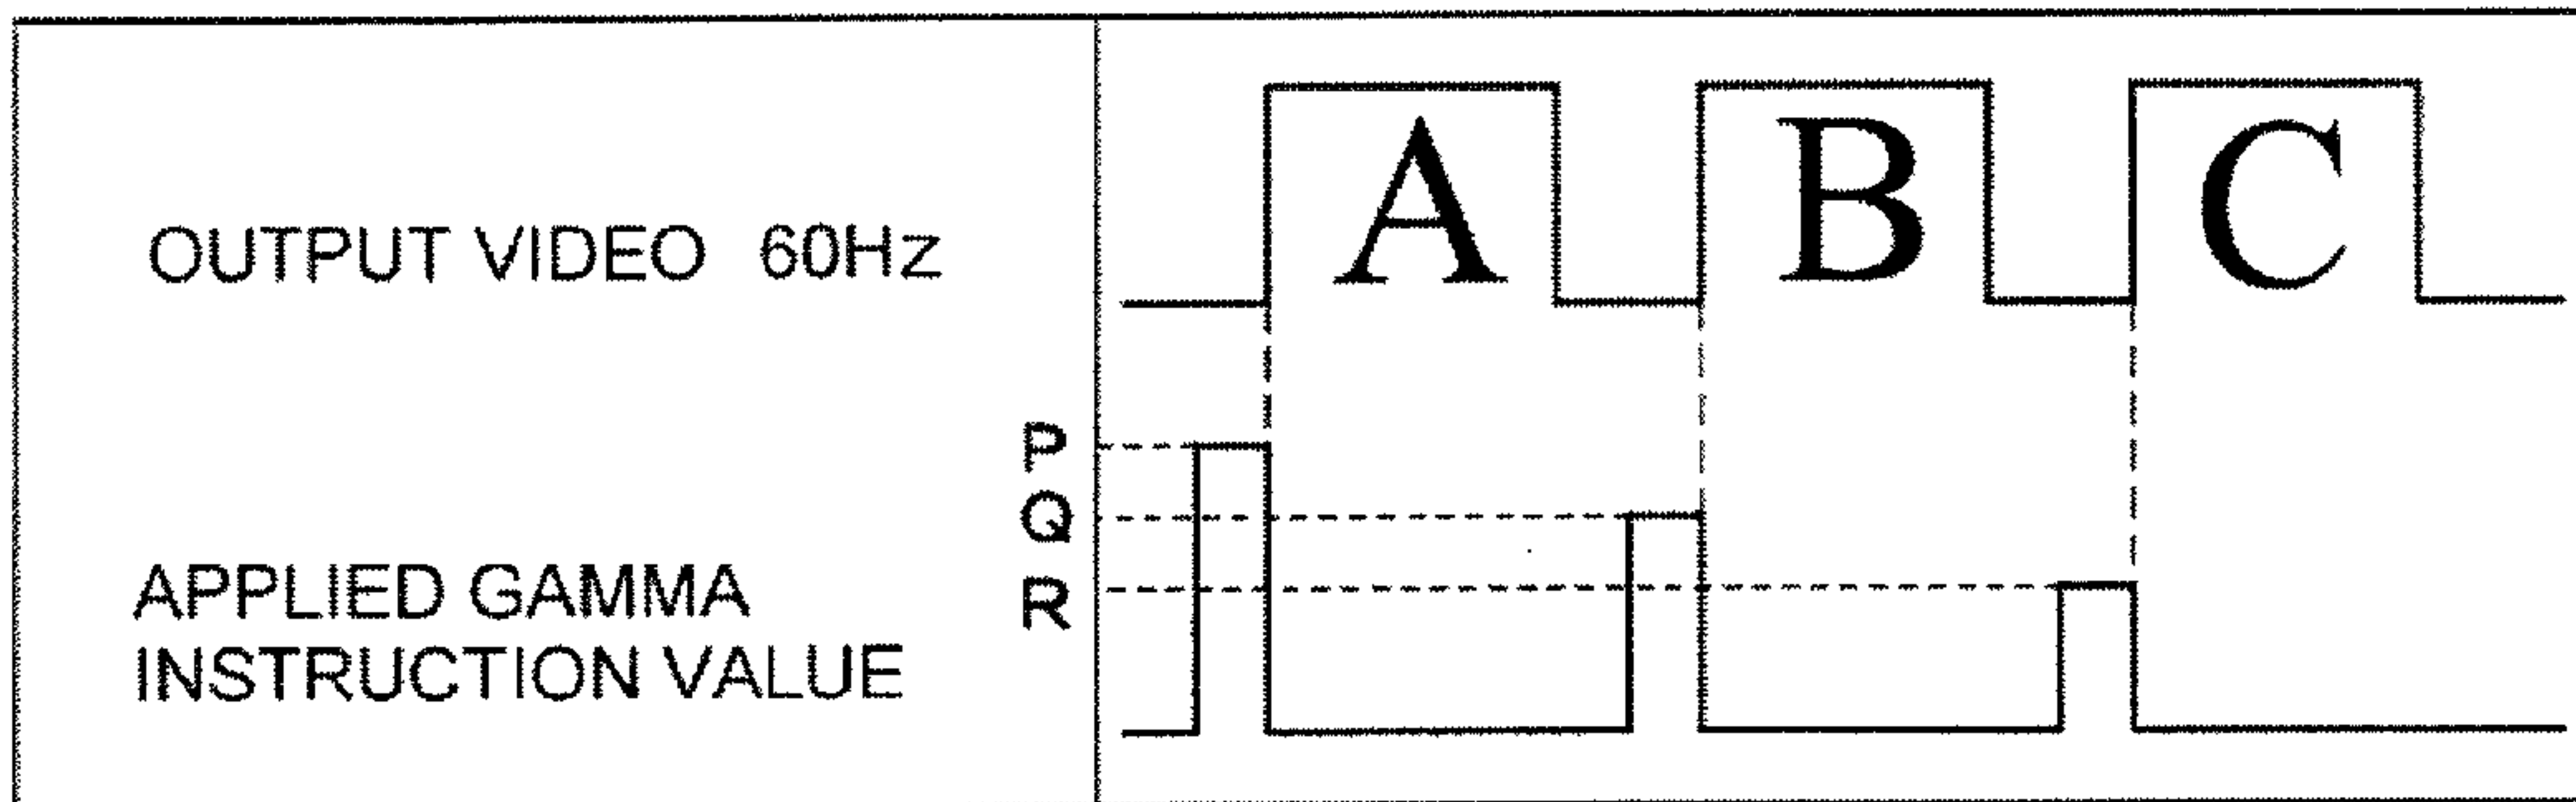 OUTPUT VIDEO 60Hz
A B C
P
Q
R
APPLIED GAMMA
INSTRUCTION VALUE